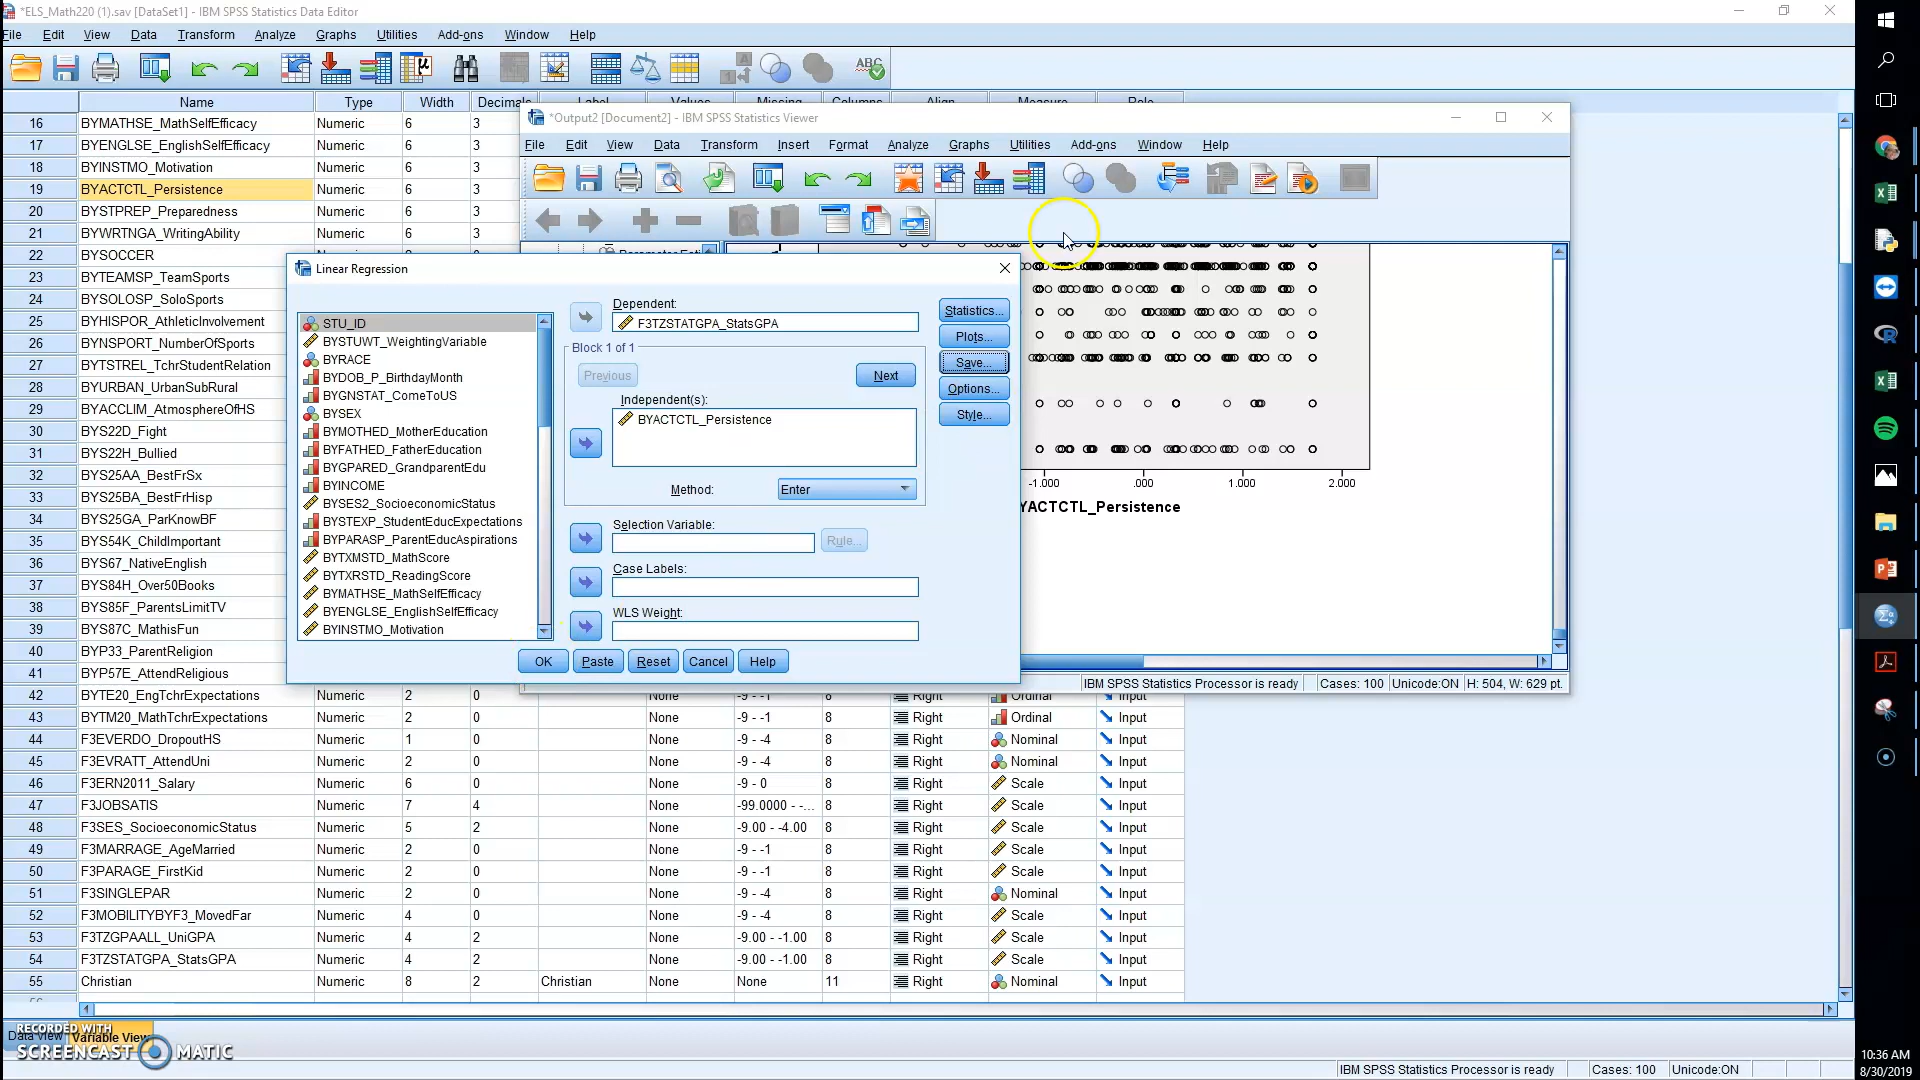 *ELS_Math220 (1).sav [DataSet1] - IBM SPSS Statistics Data Editor
File Edit View Data Transform Analyze Graphs Utilities Add-ons Window Help
Name Type Width Decimals Label Values Missing Columns Align Measure Role
16 BYMATHSE_MathSelfEfficacy Numeric 6 3
17 BYENGLSE_EnglishSelfEfficacy Numeric 6 3
18 BYINSTMO_Motivation Numeric 6 3
19 BYACTCTL_Persistence Numeric 6 3
20 BYSTPREP_Preparedness Numeric 6 3
21 BYWRTNGA_WritingAbility Numeric 6 3
22 BYSOCCER
23 BYTEAMSP_TeamSports
24 BYSOLOSP_SoloSports
25 BYHISPOR_AthleticInvolvement
26 BYNSPORT_NumberOfSports
27 BYTSTREL_TchrStudentRelation
28 BYURBAN_UrbanSubRural
29 BYACCLIM_AtmosphereOfHS
30 BYS22D_Fight
31 BYS22H_Bullied
32 BYS25AA_BestFrSx
33 BYS25BA_BestFrHisp
34 BYS25GA_ParKnowBF
35 BYS54K_ChildImportant
36 BYS67_NativeEnglish
37 BYS84H_Over50Books
38 BYS85F_ParentsLimitTV
39 BYS87C_MathisFun
40 BYP33_ParentReligion
41 BYP57E_AttendReligious
42 BYTE20_EngTchrExpectations Numeric 2 0 None -9 - -1 8 Right Ordinal Input
43 BYTM20_MathTchrExpectations Numeric 2 0 None -9 - -1 8 Right Ordinal Input
44 F3EVERDO_DropoutHS Numeric 1 0 None -9 - -4 8 Right Nominal Input
45 F3EVRATT_AttendUni Numeric 2 0 None -9 - -4 8 Right Nominal Input
46 F3ERN2011_Salary Numeric 6 0 None -9 - 0 8 Right Scale Input
47 F3JOBSATIS Numeric 7 4 None -99.0000 - -... 8 Right Scale Input
48 F3SES_SocioeconomicStatus Numeric 5 2 None -9.00 - -4.00 8 Right Scale Input
49 F3MARRAGE_AgeMarried Numeric 2 0 None -9 - -1 8 Right Scale Input
50 F3PARAGE_FirstKid Numeric 2 0 None -9 - -1 8 Right Scale Input
51 F3SINGLEPAR Numeric 2 0 None -9 - -4 8 Right Nominal Input
52 F3MOBILITYBYF3_MovedFar Numeric 4 0 None -9 - -4 8 Right Scale Input
53 F3TZGPAALL_UniGPA Numeric 4 2 None -9.00 - -1.00 8 Right Scale Input
54 F3TZSTATGPA_StatsGPA Numeric 4 2 None -9.00 - -1.00 8 Right Scale Input
55 Christian Numeric 8 2 Christian None None 11 Right Nominal Input
*Output2 [Document2] - IBM SPSS Statistics Viewer
File Edit View Data Transform Insert Format Analyze Graphs Utilities Add-ons Window Help
-1.000 .000 1.000 2.000
YACTCTL_Persistence
IBM SPSS Statistics Processor is ready Cases: 100 Unicode:ON H: 504, W: 629 pt.
Linear Regression
STU_ID
BYSTUWT_WeightingVariable
BYRACE
BYDOB_P_BirthdayMonth
BYGNSTAT_ComeToUS
BYSEX
BYMOTHED_MotherEducation
BYFATHED_FatherEducation
BYGPARED_GrandparentEdu
BYINCOME
BYSES2_SocioeconomicStatus
BYSTEXP_StudentEducExpectations
BYPARASP_ParentEducAspirations
BYTXMSTD_MathScore
BYTXRSTD_ReadingScore
BYMATHSE_MathSelfEfficacy
BYENGLSE_EnglishSelfEfficacy
BYINSTMO_Motivation
Dependent:
F3TZSTATGPA_StatsGPA
Block 1 of 1
Previous Next
Independent(s):
BYACTCTL_Persistence
Method: Enter
Selection Variable:
Rule...
Case Labels:
WLS Weight:
Statistics...
Plots...
Save...
Options...
Style...
OK Paste Reset Cancel Help
Data View Variable View
RECORDED WITH
SCREENCAST MATIC
IBM SPSS Statistics Processor is ready Cases: 100 Unicode:ON
10:36 AM
8/30/2019